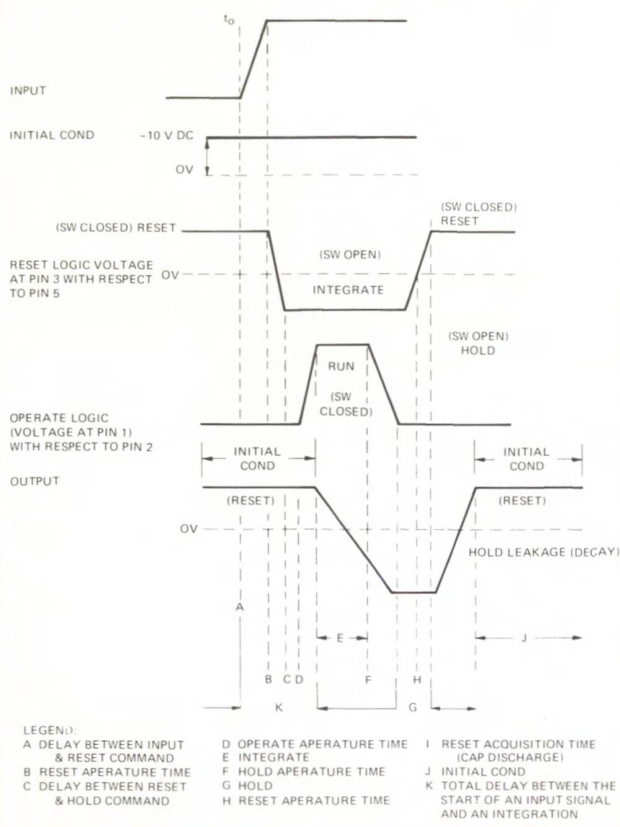 t₀
INPUT
INITIAL COND
-10 V DC
OV
(SW CLOSED) RESET
(SW CLOSED)
RESET
(SW OPEN)
RESET LOGIC VOLTAGE
AT PIN 3 WITH RESPECT
TO PIN 5
OV
INTEGRATE
(SW OPEN)
HOLD
RUN
(SW
CLOSED)
OPERATE LOGIC
(VOLTAGE AT PIN 1)
WITH RESPECT TO PIN 2
INITIAL
COND
INITIAL
COND
OUTPUT
(RESET)
(RESET)
OV
HOLD LEAKAGE (DECAY)
A
E
J
B C D
F
H
K
G
LEGEND:
A DELAY BETWEEN INPUT
& RESET COMMAND
B RESET APERATURE TIME
C DELAY BETWEEN RESET
& HOLD COMMAND
D OPERATE APERATURE TIME
E INTEGRATE
F HOLD APERATURE TIME
G HOLD
H RESET APERATURE TIME
I RESET ACQUISITION TIME
(CAP DISCHARGE)
J INITIAL COND
K TOTAL DELAY BETWEEN THE
START OF AN INPUT SIGNAL
AND AN INTEGRATION